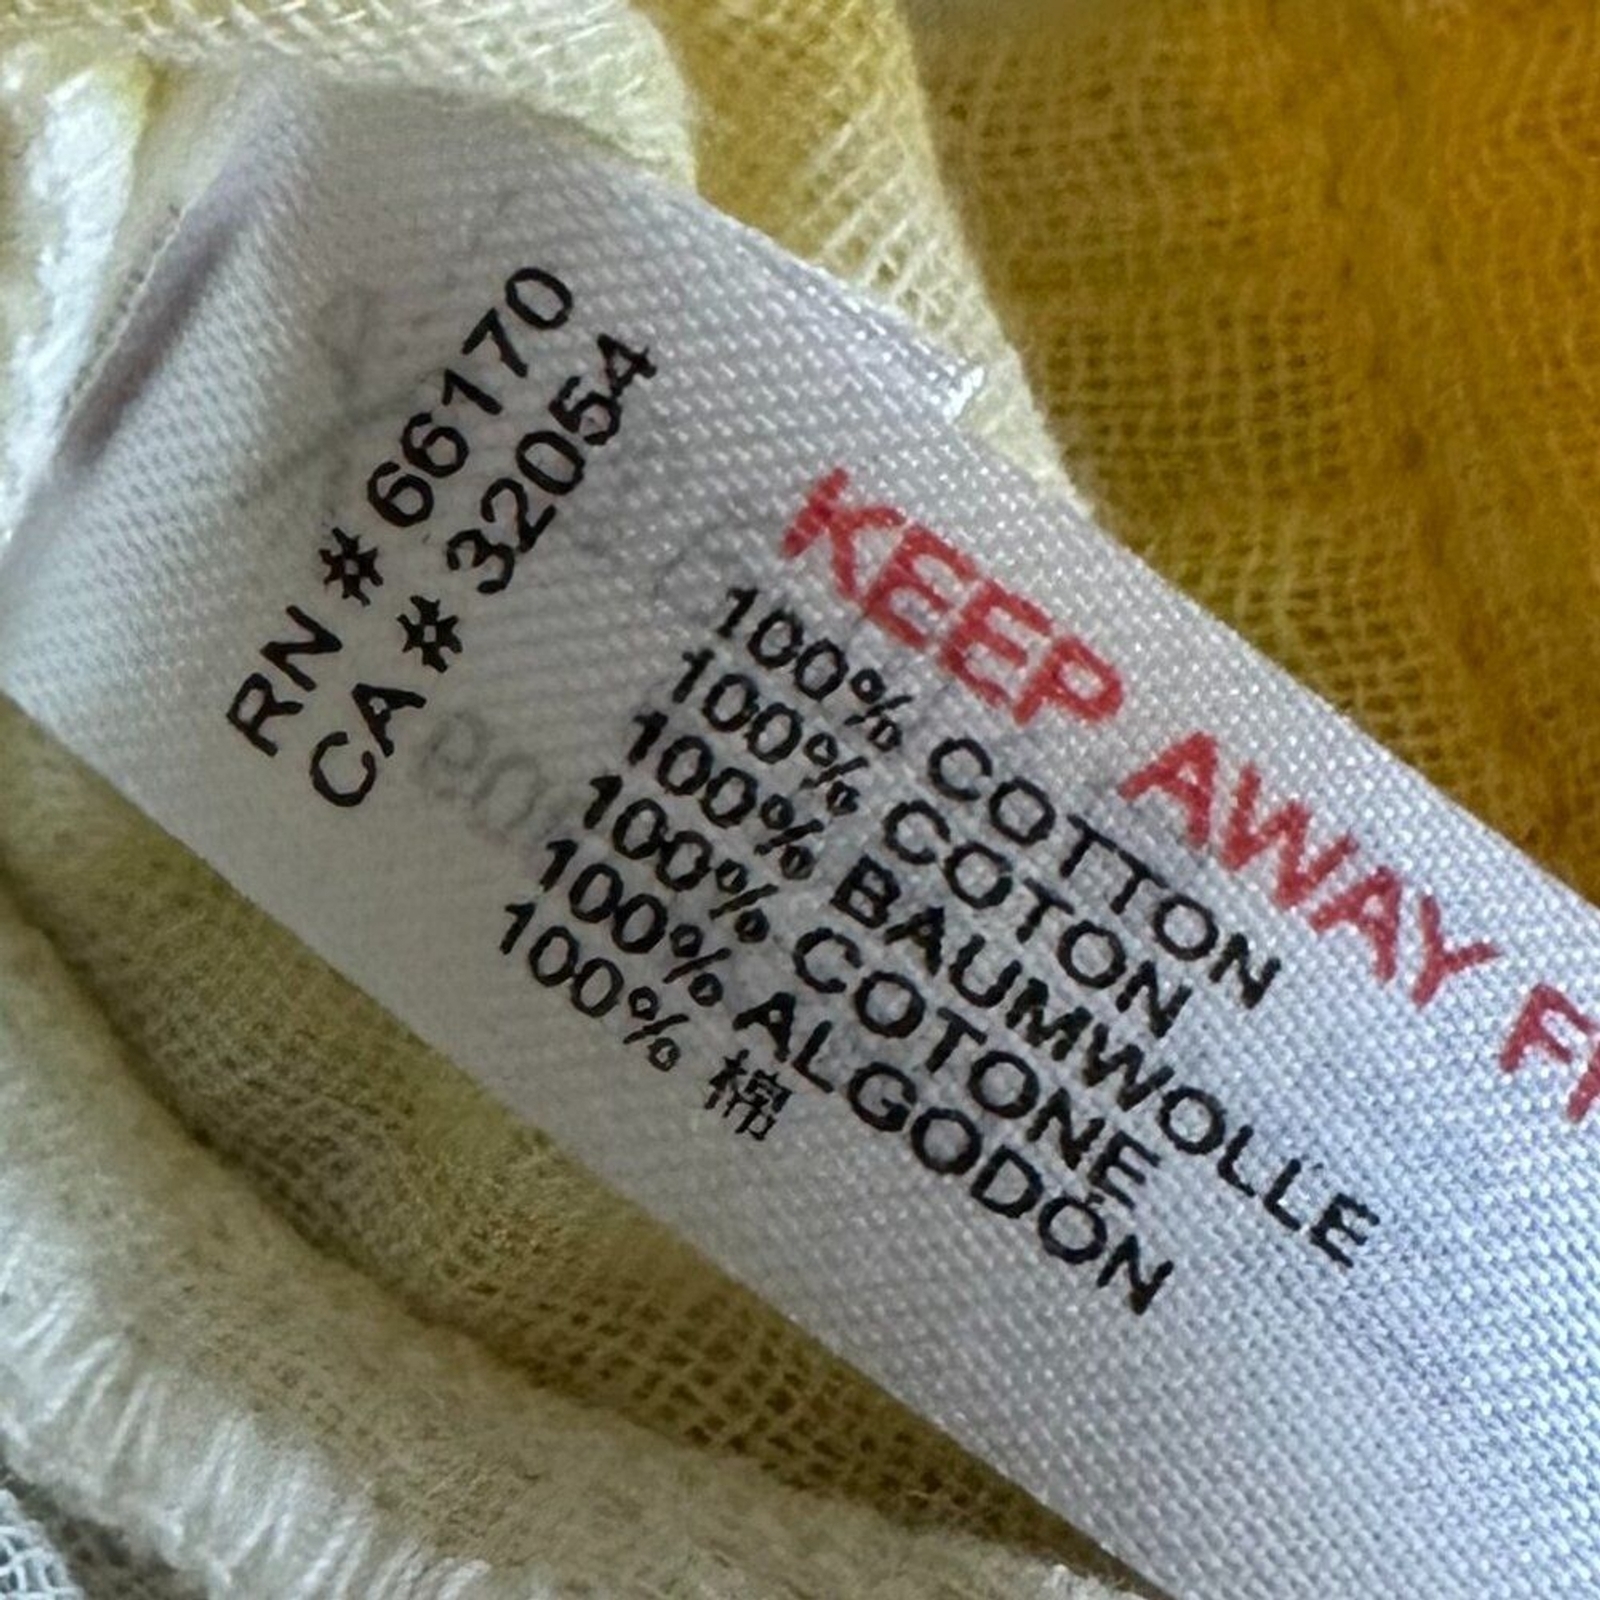 RN # 66170
CA # 32054
KEEP AWAY
100% COTTON
100% COTON
100% BAUMWOLLE
100% COTONE
100% ALGODÓN
100% 棉